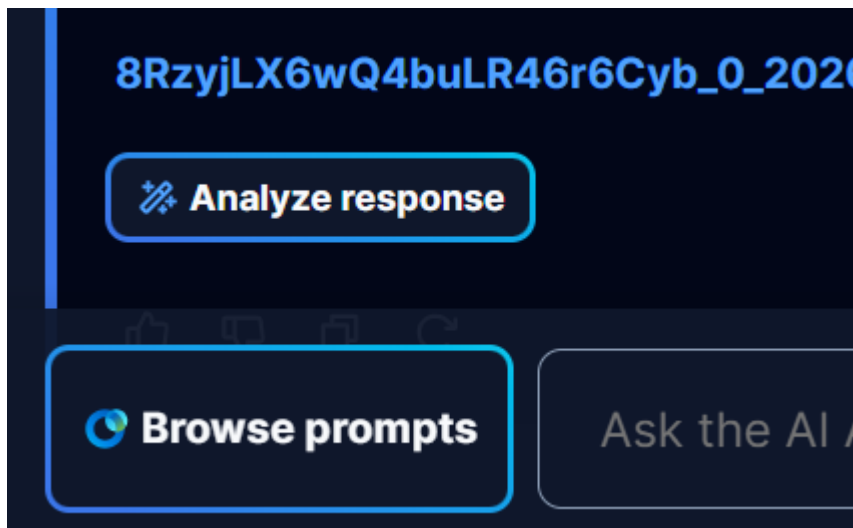 8RzyjLX6wQ4buLR46r6Cyb_0_202
Analyze response
Browse prompts
Ask the AI